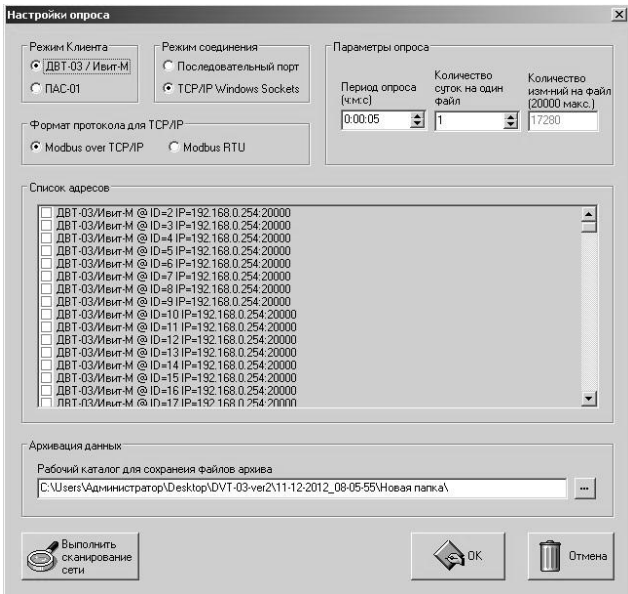 Настройки опроса
Режим Клиента
ДВТ-03 / Ивит-М
ПАС-01
Режим соединения
Последовательный порт
TCP/IP Windows Sockets
Параметры опроса
Период опроса
(ч:м:с)
0:00:05
Количество
суток на один
файл
1
Количество
изм-ний на файл
(20000 макс.)
17280
Формат протокола для TCP/IP
Modbus over TCP/IP
Modbus RTU
Список адресов
ДВТ-03/Ивит-М @ ID=2 IP=192.168.0.254:20000
ДВТ-03/Ивит-М @ ID=3 IP=192.168.0.254:20000
ДВТ-03/Ивит-М @ ID=4 IP=192.168.0.254:20000
ДВТ-03/Ивит-М @ ID=5 IP=192.168.0.254:20000
ДВТ-03/Ивит-М @ ID=6 IP=192.168.0.254:20000
ДВТ-03/Ивит-М @ ID=7 IP=192.168.0.254:20000
ДВТ-03/Ивит-М @ ID=8 IP=192.168.0.254:20000
ДВТ-03/Ивит-М @ ID=9 IP=192.168.0.254:20000
ДВТ-03/Ивит-М @ ID=10 IP=192.168.0.254:20000
ДВТ-03/Ивит-М @ ID=11 IP=192.168.0.254:20000
ДВТ-03/Ивит-М @ ID=12 IP=192.168.0.254:20000
ДВТ-03/Ивит-М @ ID=13 IP=192.168.0.254:20000
ДВТ-03/Ивит-М @ ID=14 IP=192.168.0.254:20000
ДВТ-03/Ивит-М @ ID=15 IP=192.168.0.254:20000
ДВТ-03/Ивит-М @ ID=16 IP=192.168.0.254:20000
ДВТ-03/Ивит-М @ ID=17 IP=192.168.0.254:20000
Архивация данных
Рабочий каталог для сохранеия файлов архива
C:\Users\Администратор\Desktop\DVT-03-ver2\11-12-2012_08-05-55\Новая папка\
...
Выполнить
сканирование
сети
OK
Отмена